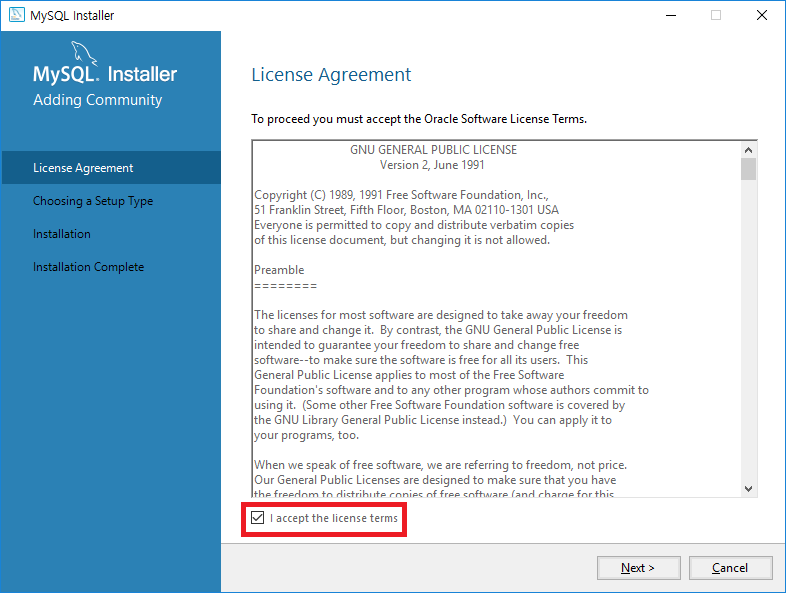 MySQL Installer
MySQL. Installer
Adding Community
License Agreement
Choosing a Setup Type
Installation
Installation Complete
License Agreement
To proceed you must accept the Oracle Software License Terms.
GNU GENERAL PUBLIC LICENSE
Version 2, June 1991
Copyright (C) 1989, 1991 Free Software Foundation, Inc.,
51 Franklin Street, Fifth Floor, Boston, MA 02110-1301 USA
Everyone is permitted to copy and distribute verbatim copies
of this license document, but changing it is not allowed.
Preamble
========
The licenses for most software are designed to take away your freedom
to share and change it.  By contrast, the GNU General Public License is
intended to guarantee your freedom to share and change free
software--to make sure the software is free for all its users.  This
General Public License applies to most of the Free Software
Foundation's software and to any other program whose authors commit to
using it.  (Some other Free Software Foundation software is covered by
the GNU Library General Public License instead.)  You can apply it to
your programs, too.
When we speak of free software, we are referring to freedom, not price.
Our General Public Licenses are designed to make sure that you have
the freedom to distribute copies of free software (and charge for this
I accept the license terms
Next >
Cancel